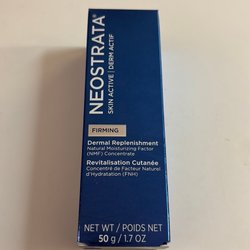 NEOSTRATA
SKIN ACTIVE | DERM ACTIF
FIRMING
Dermal Replenishment
Natural Moisturizing Factor
(NMF) Concentrate
Revitalisation Cutanée
Concentré de Facteur Naturel
d'Hydratation (FNH)
NET WT / POIDS NET
50 g / 1.7 OZ